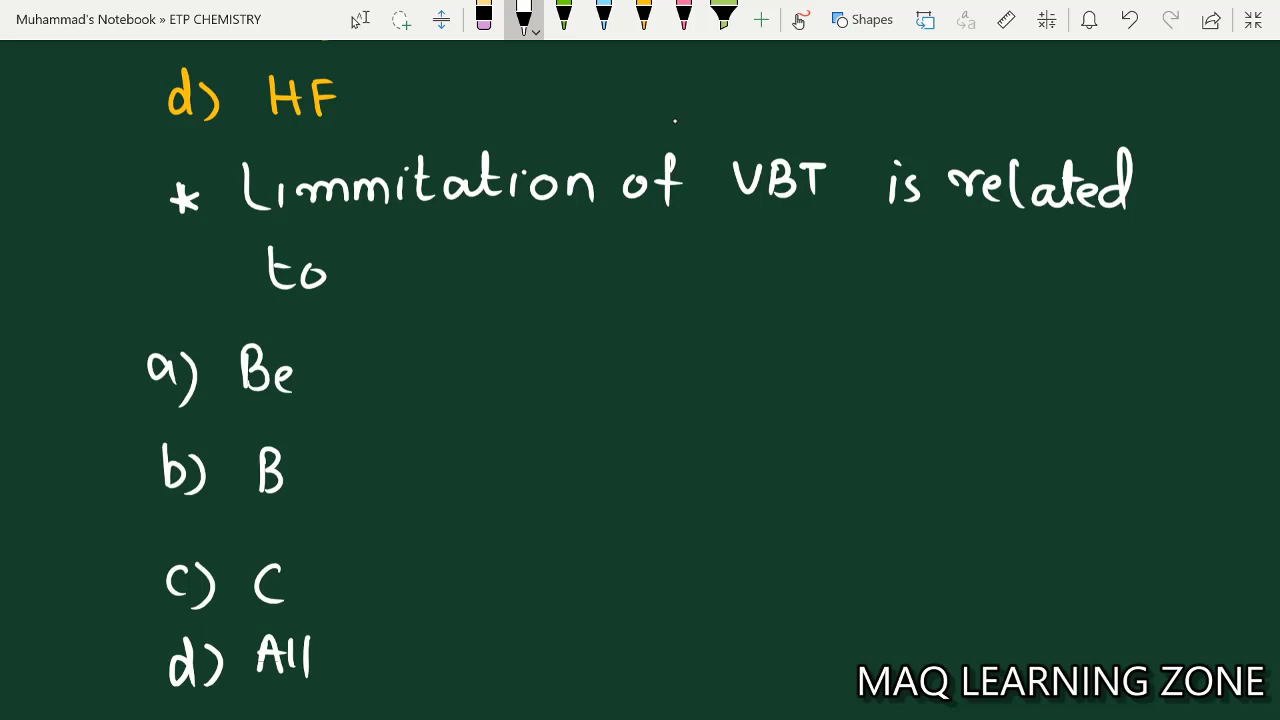 Muhammad's Notebook » ETP CHEMISTRY
Shapes
d) HF
* Limmitation of VBT is related
to
a) Be
b) B
c) C
d) All
MAQ LEARNING ZONE